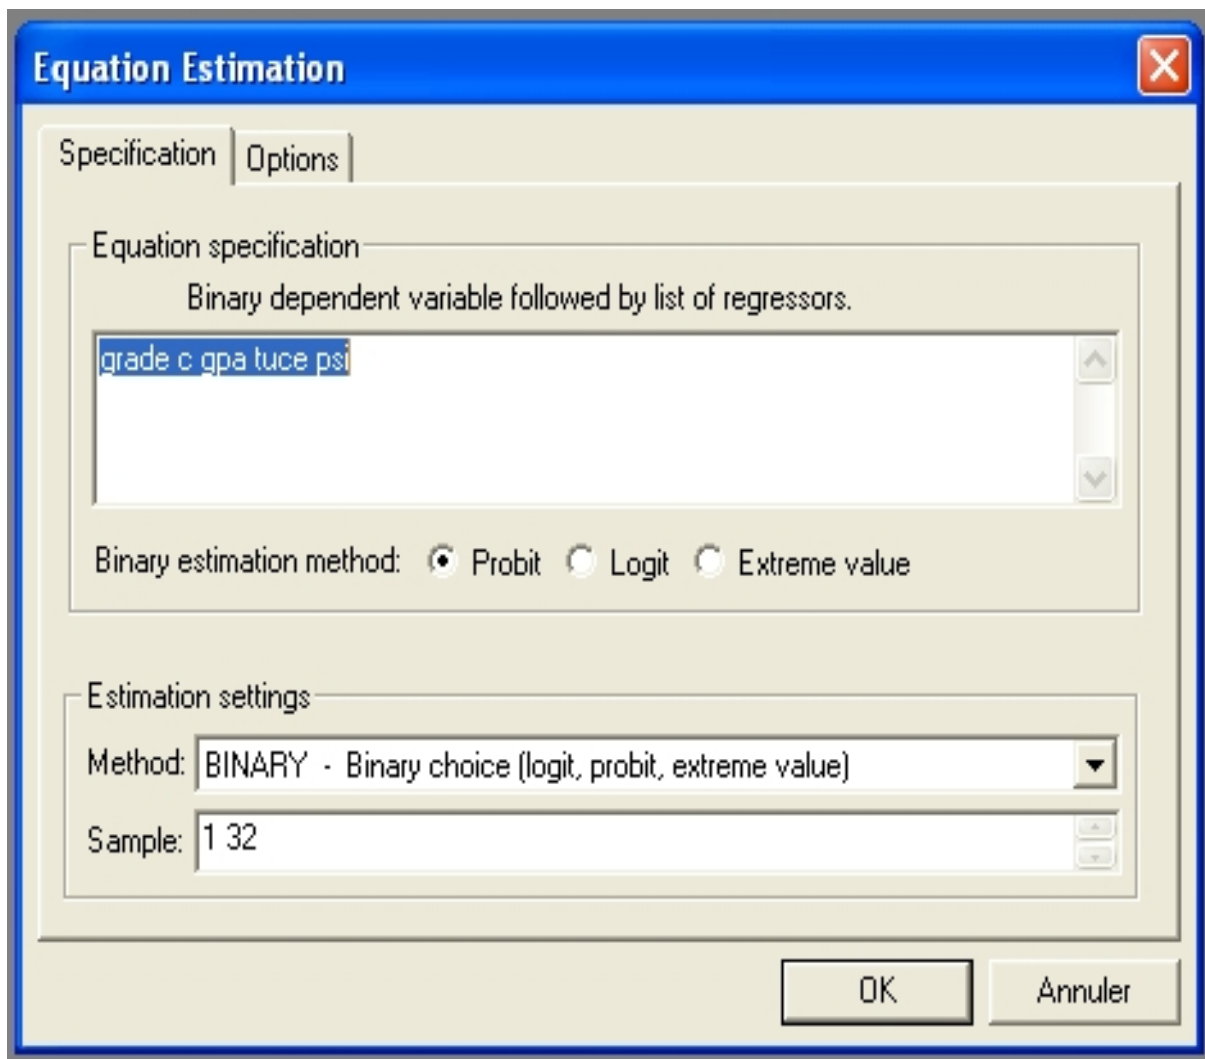 Equation Estimation
Specification Options
Equation specification
Binary dependent variable followed by list of regressors.
grade c gpa tuce psi
Binary estimation method: Probit Logit Extreme value
Estimation settings
Method: BINARY - Binary choice (logit, probit, extreme value)
Sample: 1 32
OK Annuler